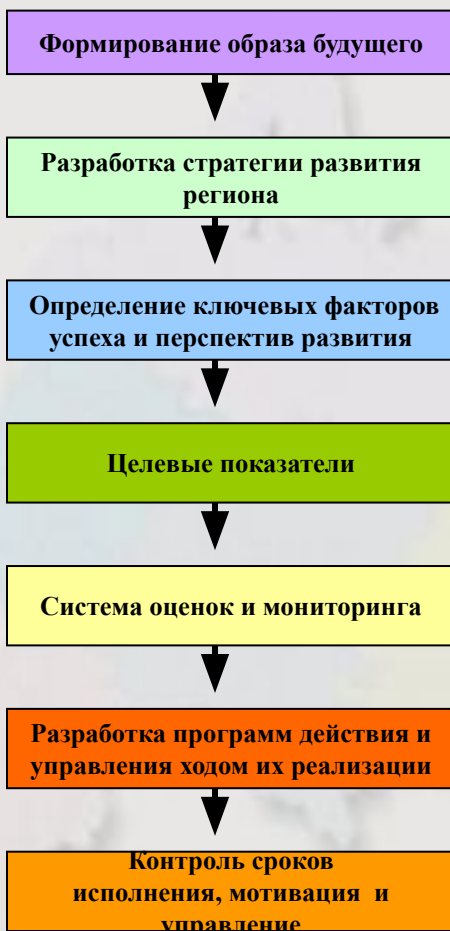 Формирование образа будущего
Разработка стратегии развития
региона
Определение ключевых факторов
успеха и перспектив развития
Целевые показатели
Система оценок и мониторинга
Разработка программ действия и
управления ходом их реализации
Контроль сроков
исполнения, мотивация и
управление